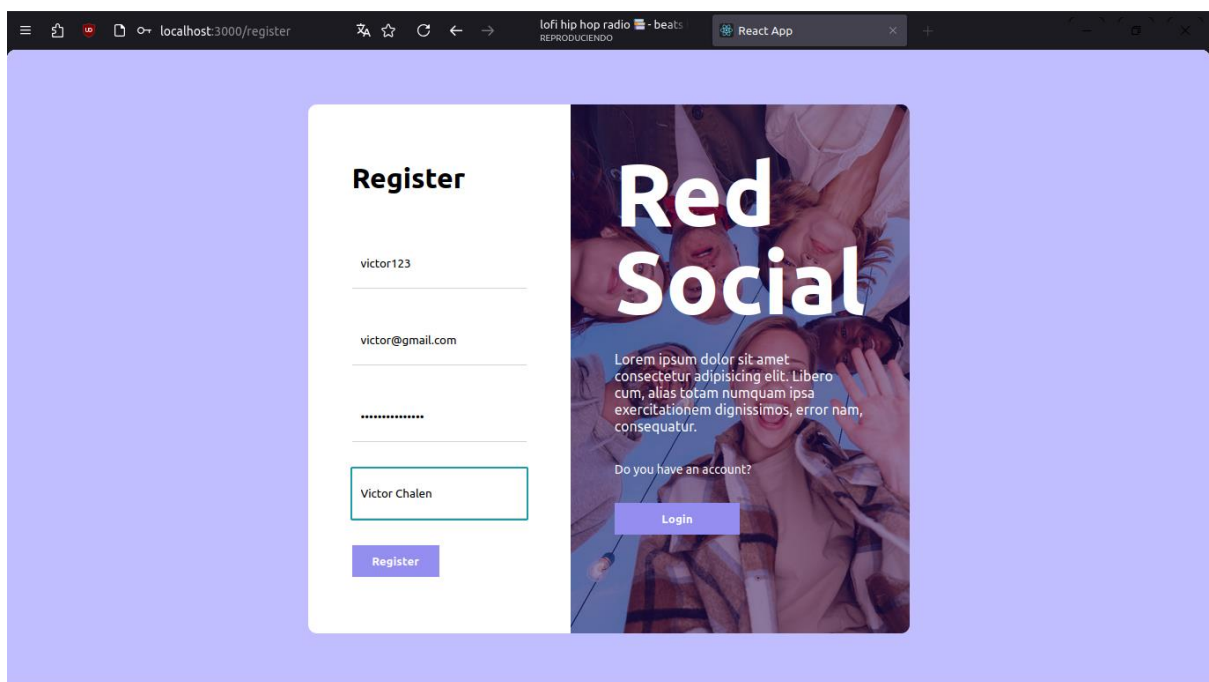 localhost:3000/register
lofi hip hop radio 📚 - beats
REPRODUCIENDO
React App
Register
victor123
victor@gmail.com
•••••••••••••••
Victor Chalen
Register
Red
Social
Lorem ipsum dolor sit amet
consectetur adipisicing elit. Libero
cum, alias totam numquam ipsa
exercitationem dignissimos, error nam,
consequatur.
Do you have an account?
Login